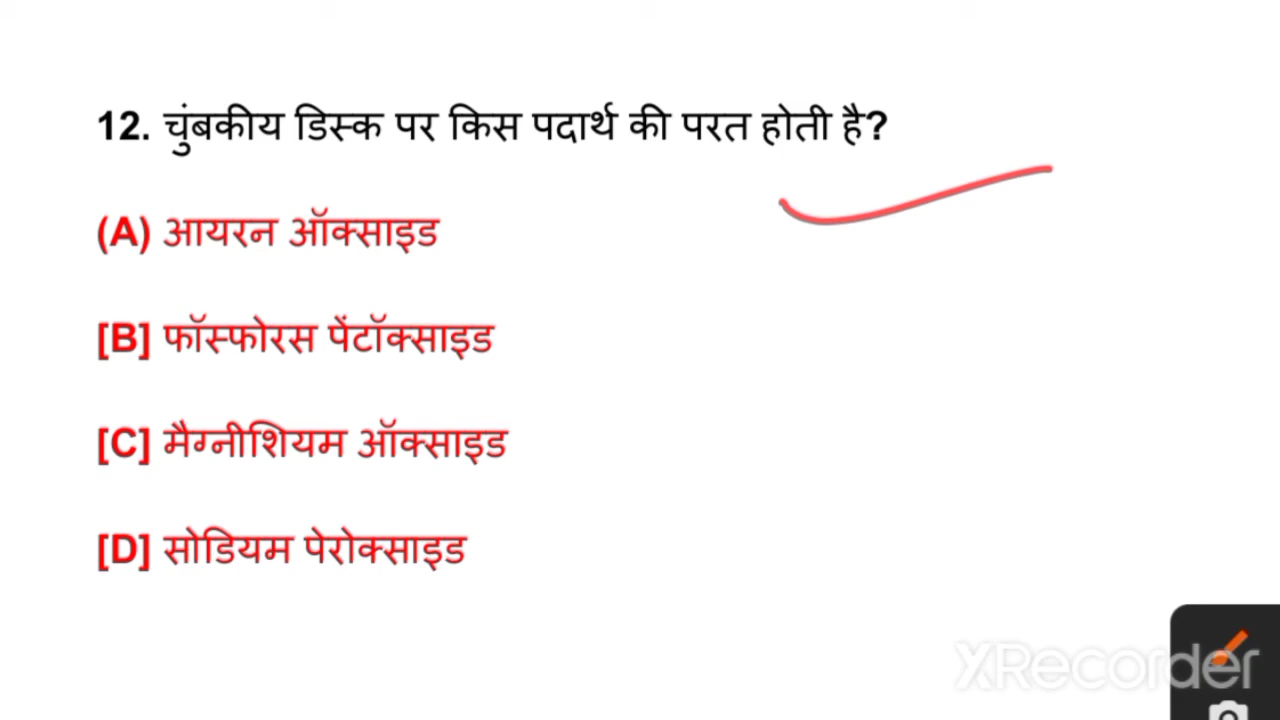 12. चुंबकीय डिस्क पर किस पदार्थ की परत होती है?
(A) आयरन ऑक्साइड
[B] फॉस्फोरस पेंटॉक्साइड
[C] मैग्नीशियम ऑक्साइड
[D] सोडियम पेरोक्साइड
XRecorder